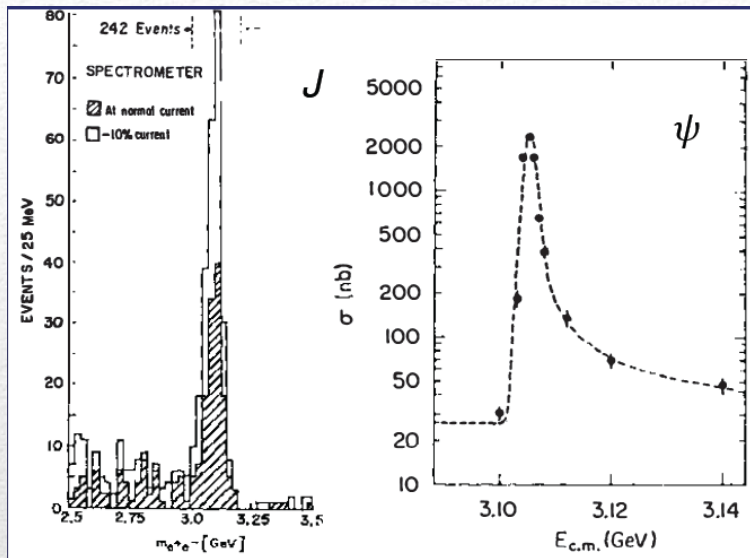 242 Events
SPECTROMETER
At normal current
-10% current
J
80
70
60
50
40
30
20
10
0
EVENTS / 25 MeV
2.5
2.75
3.0
3.25
3.5
m e+e- [GeV]
ψ
5000
2000
1000
500
200
100
50
20
10
σ (nb)
3.10
3.12
3.14
E c.m. (GeV)